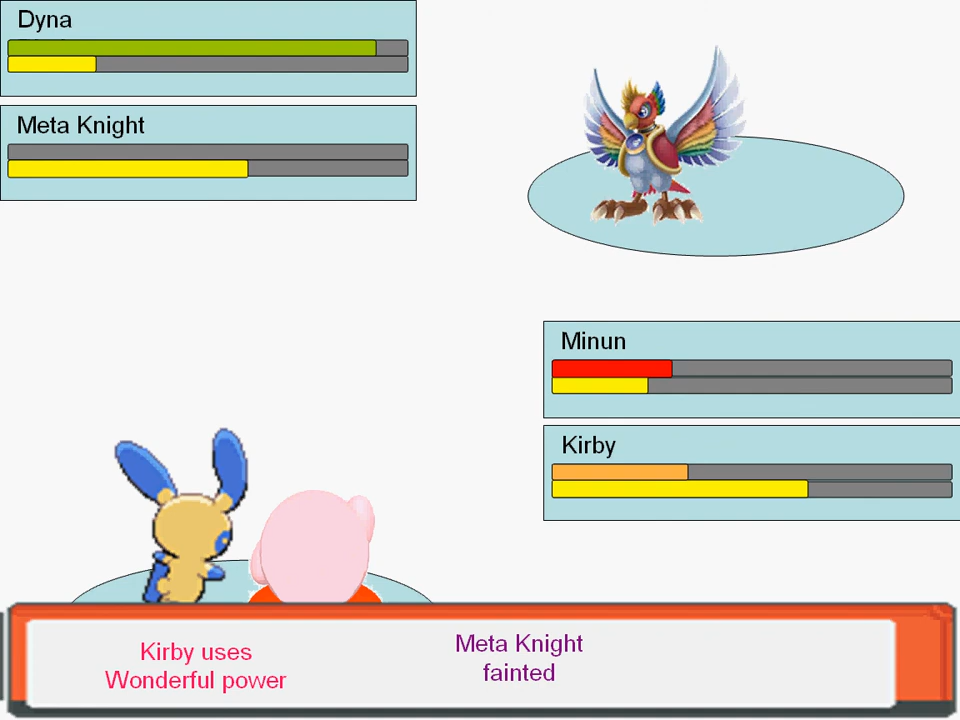 Dyna
Meta Knight
Minun
Kirby
Kirby uses
Wonderful power
Meta Knight
fainted